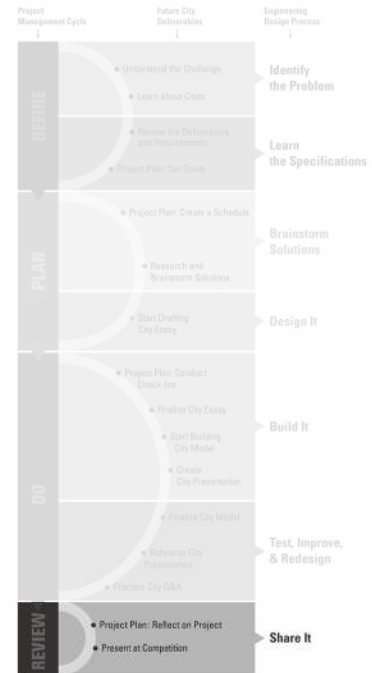 Project
Management Cycle
Future City
Deliverables
Engineering
Design Process
DEFINE
Understand the Challenge
Learn about Cities
Identify
the Problem
Review the Deliverables
and Requirements
Project Plan: Set Goals
Learn
the Specifications
PLAN
Project Plan: Create a Schedule
Research and
Brainstorm Solutions
Brainstorm
Solutions
Start Drafting
City Essay
Design It
DO
Project Plan: Conduct
Check-Ins
Finalize City Essay
Start Building
City Model
Create
City Presentation
Build It
Finalize City Model
Rehearse City
Presentation
Practice City Q&A
Test, Improve,
& Redesign
REVIEW
Project Plan: Reflect on Project
Present at Competition
Share It